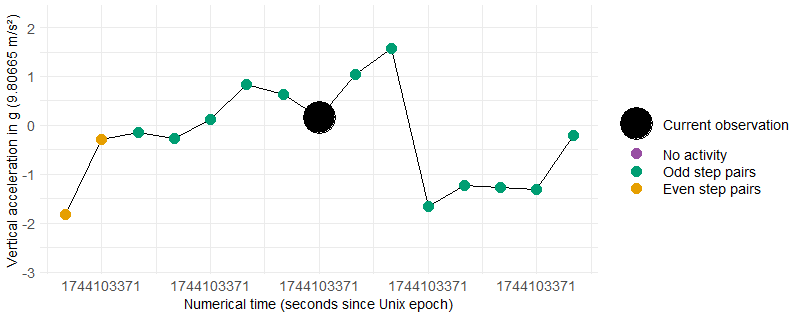 Vertical acceleration in g (9.80665 m/s²)
2
1
0
-1
-2
-3
1744103371 1744103371 1744103371 1744103371 1744103371
Numerical time (seconds since Unix epoch)
Current observation
No activity
Odd step pairs
Even step pairs